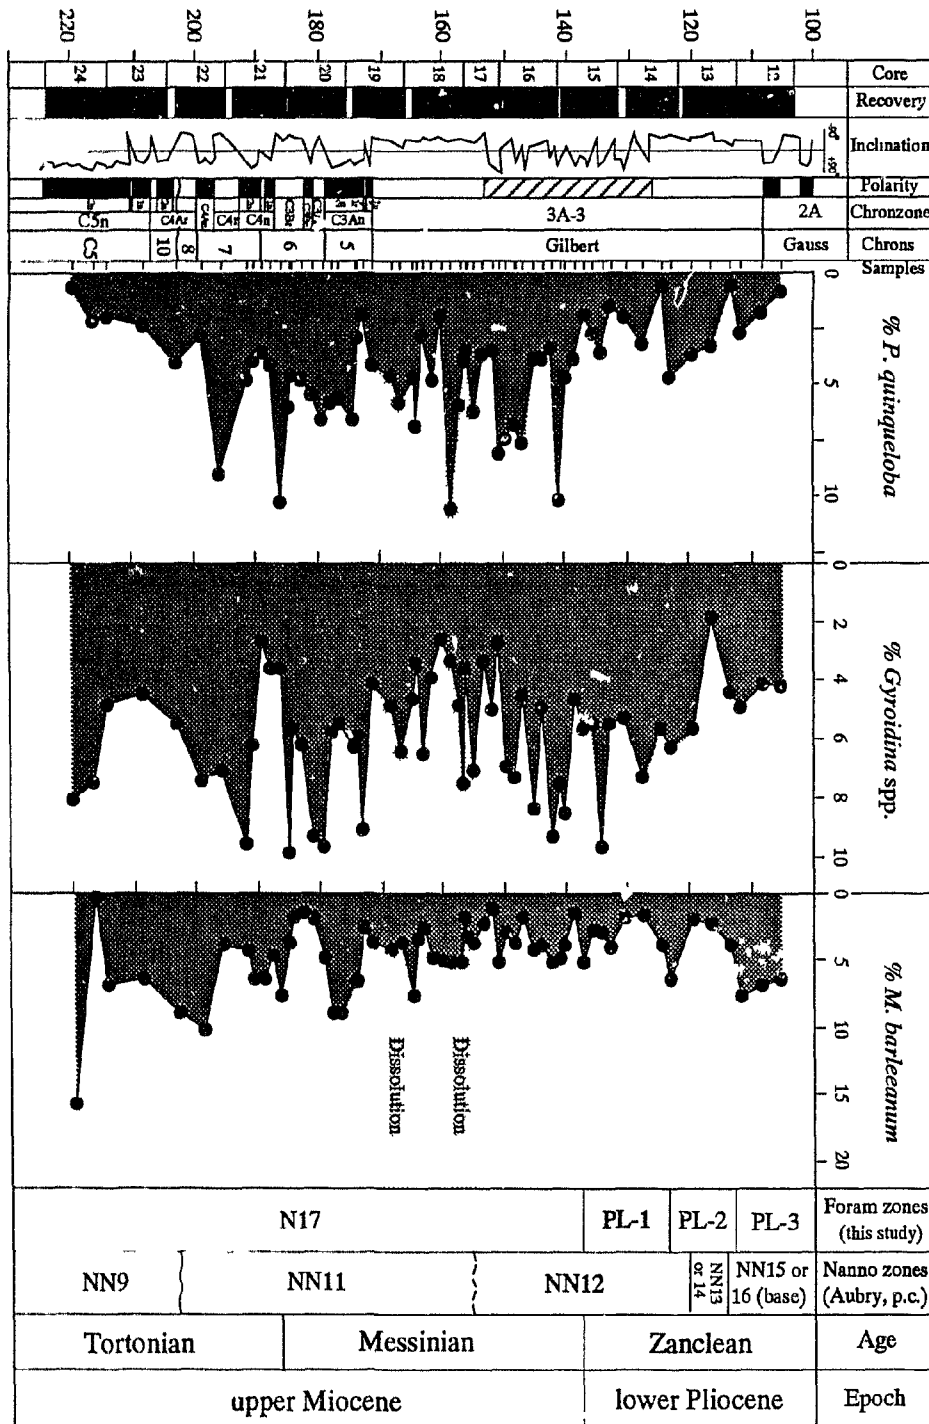 220 200 180 160 140 120 100
24 23 22 21 20 19 18 17 16 15 14 13 Core
Recovery
Inclination
Polarity
C5n C4Ar C4n C3An 3A-3 2A Chronzone
C5 10 8 7 6 5 Gilbert Gauss Chrons
Samples
0
5
10
% P. quinqueloba
0
2
4
6
8
10
% Gyroidina spp.
0
5
10
15
20
% M. barleeanum
Dissolution
Dissolution
N17 PL-1 PL-2 PL-3 Foram zones
(this study)
NN9 NN11 NN12 NN13 or 14 NN15 or 16 (base) Nanno zones
(Aubry, p.c.)
Tortonian Messinian Zanclean Age
upper Miocene lower Pliocene Epoch